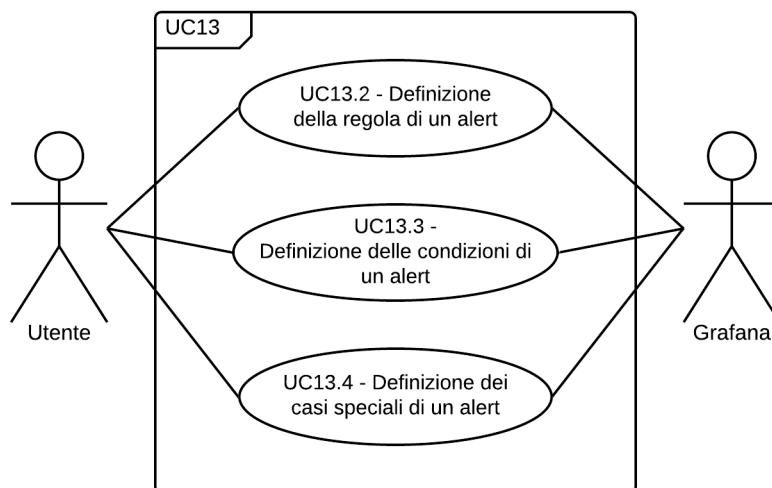 UC13
UC13.2 - Definizione
della regola di un alert
UC13.3 -
Definizione delle condizioni di
un alert
Utente
Grafana
UC13.4 - Definizione dei
casi speciali di un alert